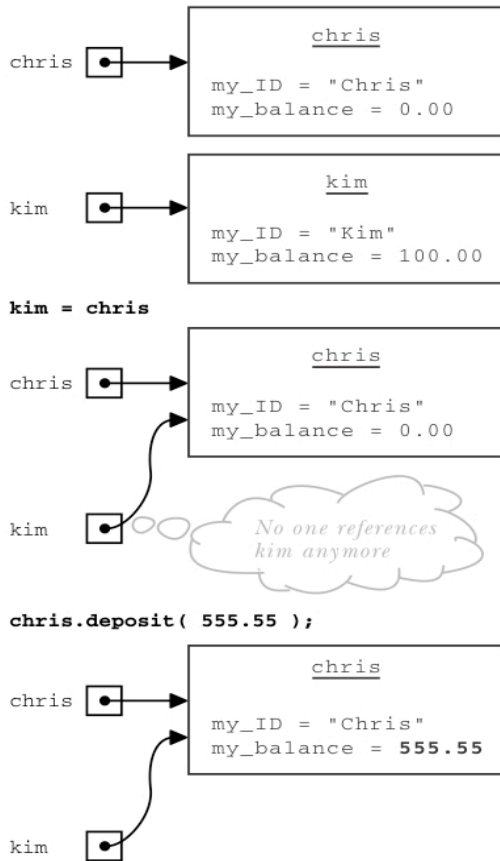 chris
chris
my_ID = "Chris"
my_balance = 0.00
kim
kim
my_ID = "Kim"
my_balance = 100.00
kim = chris
chris
chris
my_ID = "Chris"
my_balance = 0.00
kim
No one references
kim anymore
chris.deposit( 555.55 );
chris
chris
my_ID = "Chris"
my_balance = 555.55
kim